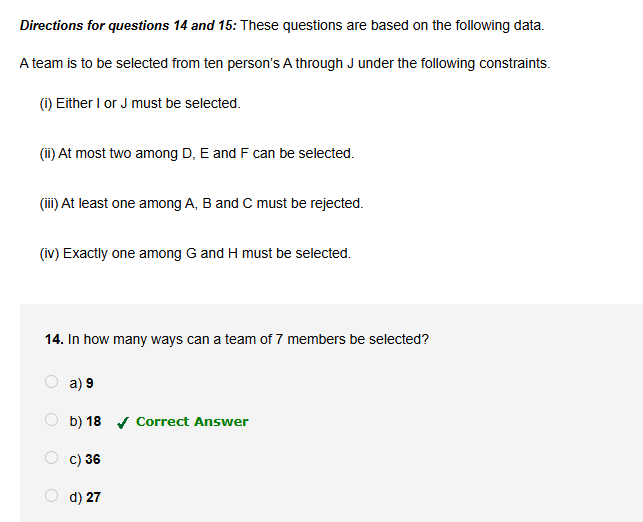 Directions for questions 14 and 15: These questions are based on the following data.
A team is to be selected from ten person's A through J under the following constraints.
(i) Either I or J must be selected.
(ii) At most two among D, E and F can be selected.
(iii) At least one among A, B and C must be rejected.
(iv) Exactly one among G and H must be selected.
14. In how many ways can a team of 7 members be selected?
a) 9
b) 18 ✓ Correct Answer
c) 36
d) 27